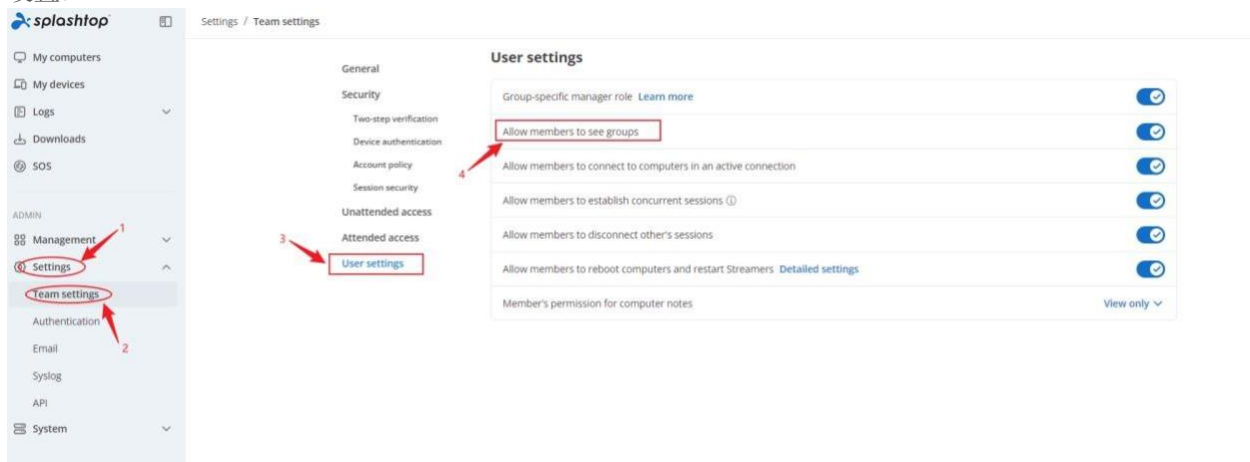 splashtop
Settings / Team settings
My computers
My devices
Logs
Downloads
SOS
ADMIN
Management
Settings
Team settings
Authentication
Email
Syslog
API
System
1
2
General
Security
Two-step verification
Device authentication
Account policy
Session security
Unattended access
Attended access
User settings
3
User settings
Group-specific manager role Learn more
Allow members to see groups
4
Allow members to connect to computers in an active connection
Allow members to establish concurrent sessions
Allow members to disconnect other's sessions
Allow members to reboot computers and restart Streamers Detailed settings
Member's permission for computer notes View only